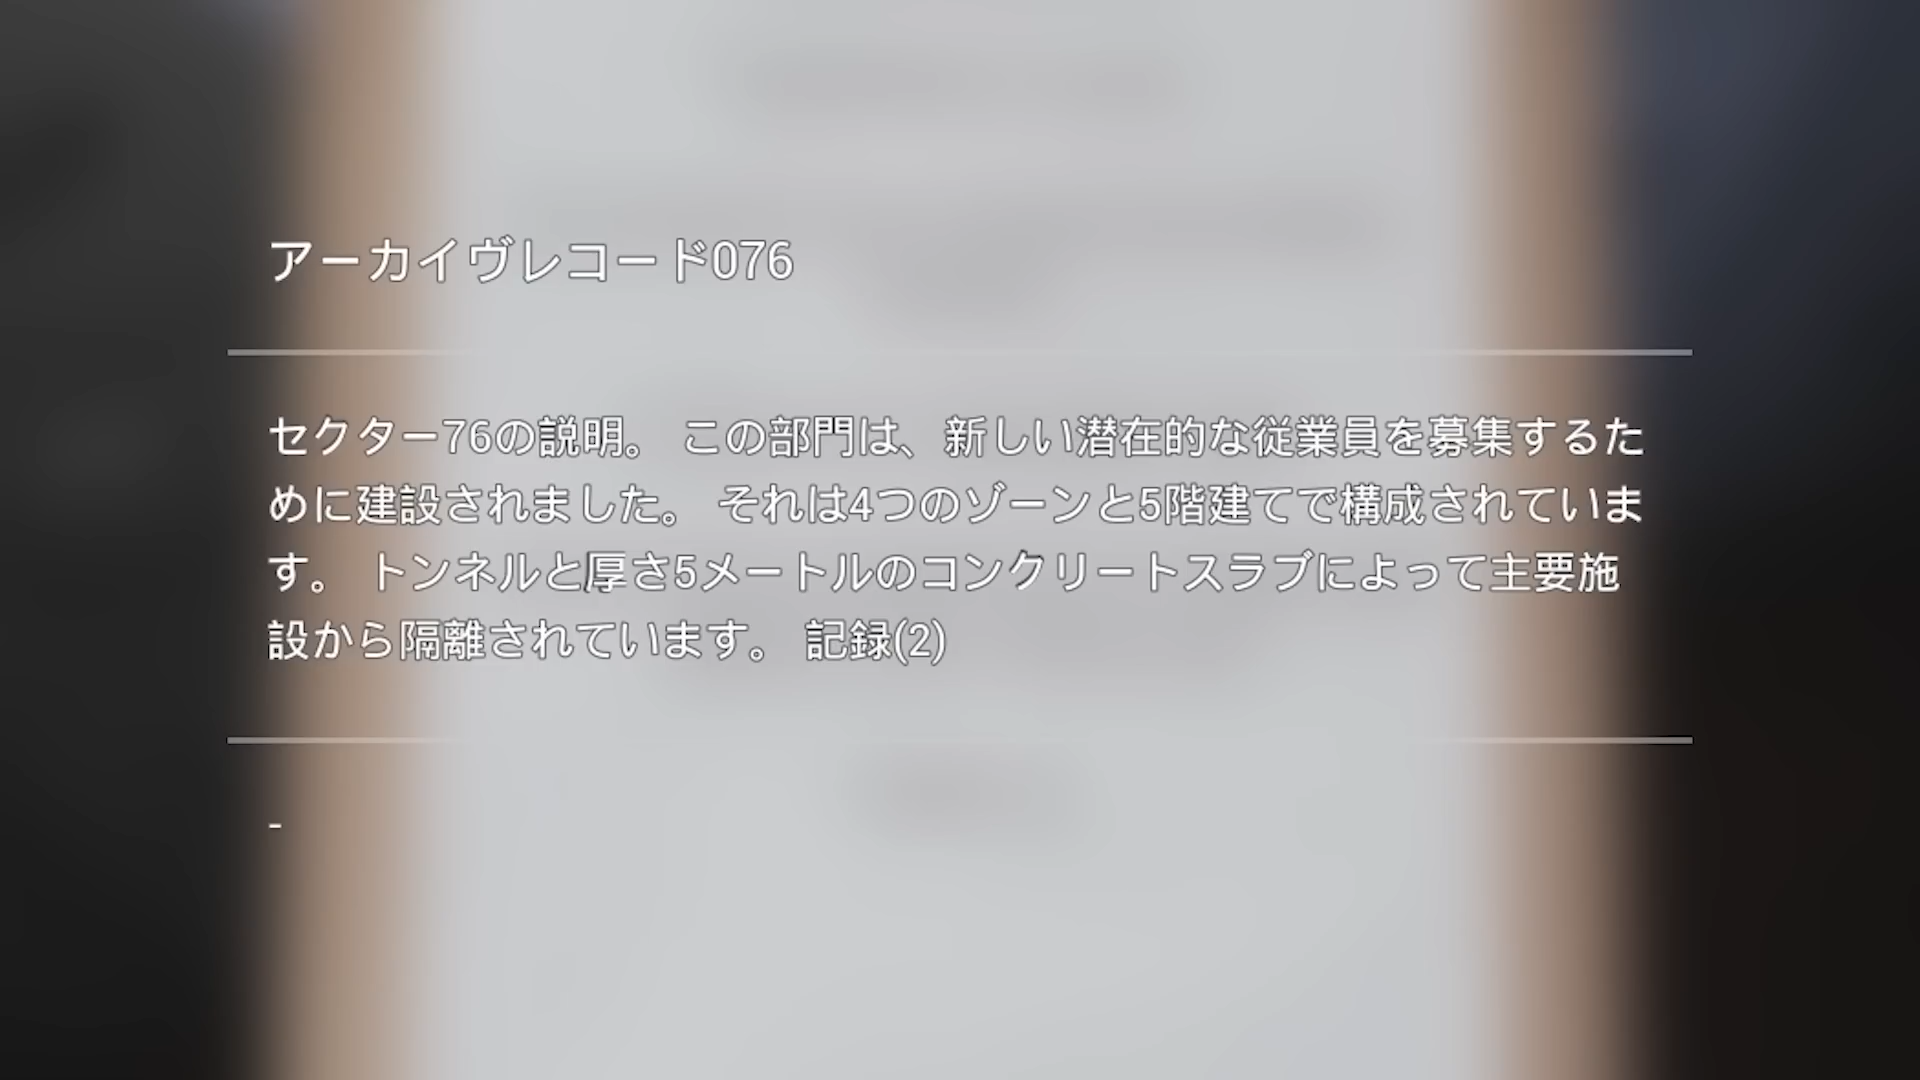 アーカイヴレコード076
セクター76の説明。 この部門は、新しい潜在的な従業員を募集するた
めに建設されました。 それは4つのゾーンと5階建てで構成されていま
す。 トンネルと厚さ5メートルのコンクリートスラブによって主要施
設から隔離されています。 記録(2)
-